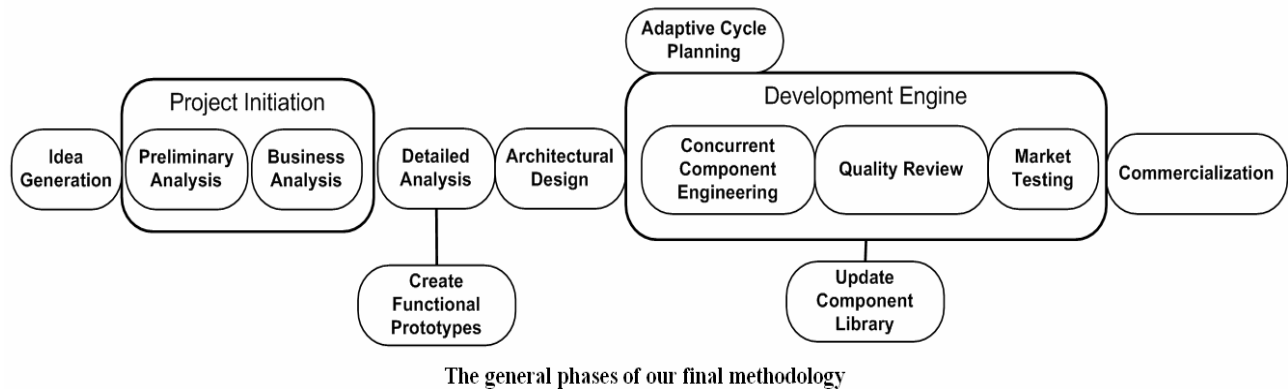 Adaptive Cycle
Planning
Project Initiation
Development Engine
Idea
Generation
Preliminary
Analysis
Business
Analysis
Detailed
Analysis
Architectural
Design
Concurrent
Component
Engineering
Quality Review
Market
Testing
Commercialization
Create
Functional
Prototypes
Update
Component
Library
The general phases of our final methodology